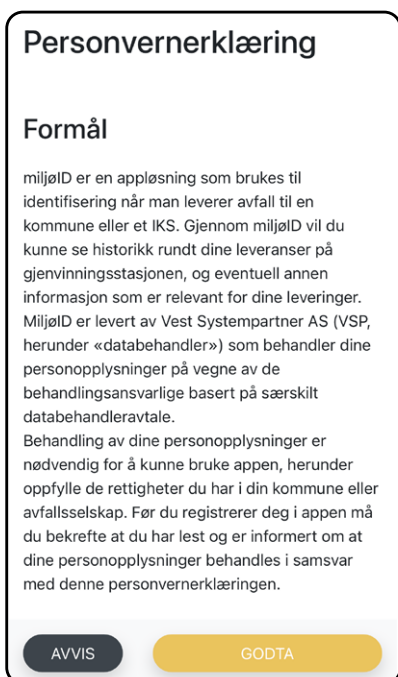 Personvernerklæring
Formål
miljøID er en appløsning som brukes til
identifisering når man leverer avfall til en
kommune eller et IKS. Gjennom miljøID vil du
kunne se historikk rundt dine leveranser på
gjenvinningsstasjonen, og eventuell annen
informasjon som er relevant for dine leveringer.
MiljøID er levert av Vest Systempartner AS (VSP,
herunder «databehandler») som behandler dine
personopplysninger på vegne av de
behandlingsansvarlige basert på særskilt
databehandleravtale.
Behandling av dine personopplysninger er
nødvendig for å kunne bruke appen, herunder
oppfylle de rettigheter du har i din kommune eller
avfallsselskap. Før du registrerer deg i appen må
du bekrefte at du har lest og er informert om at
dine personopplysninger behandles i samsvar
med denne personvernerklæringen.
AVVIS
GODTA